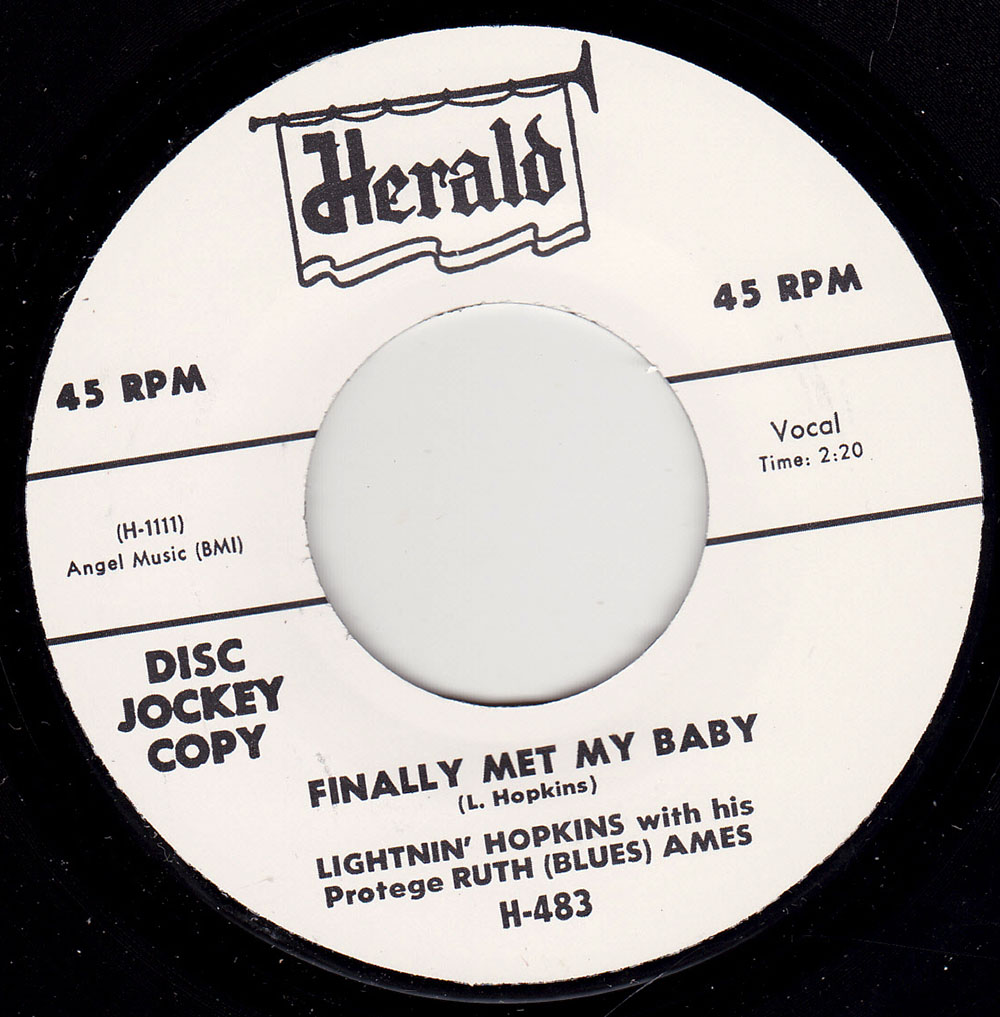 Herald
45 RPM
45 RPM
Vocal
Time: 2:20
(H-1111)
Angel Music (BMI)
DISC
JOCKEY
COPY
FINALLY MET MY BABY
(L. Hopkins)
LIGHTNIN' HOPKINS with his
Protege RUTH (BLUES) AMES
H-483